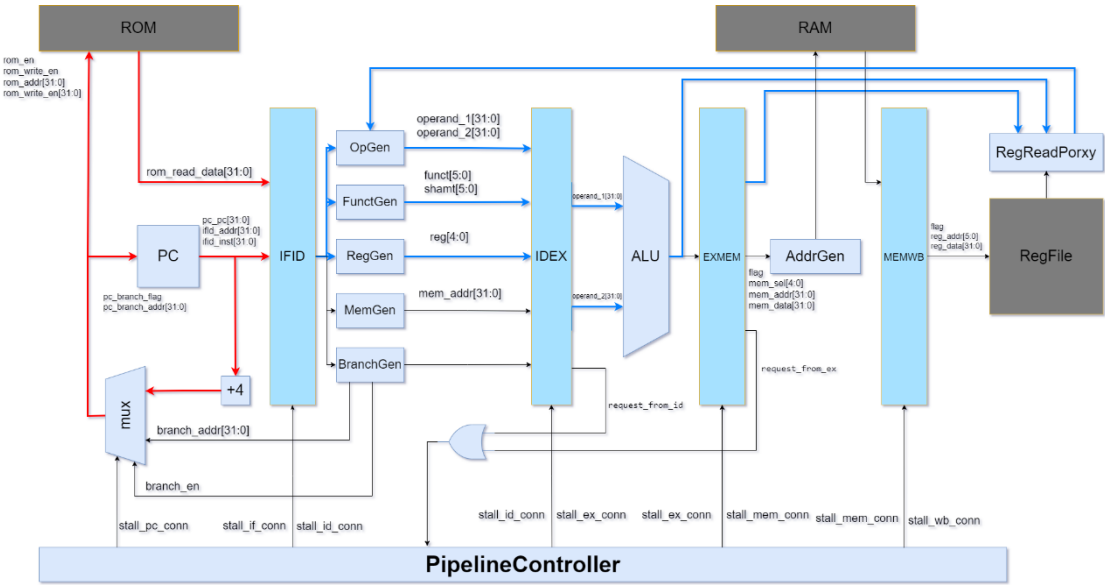 ROM
RAM
rom_en
rom_write_en
rom_addr[31:0]
rom_write_en[31:0]
operand_1[31:0]
operand_2[31:0]
OpGen
RegReadPorxy
rom_read_data[31:0]
funct[5:0]
shamt[5:0]
FunctGen
operand_1[31:0]
pc_pc[31:0]
ifid_addr[31:0]
ifid_inst[31:0]
reg[4:0]
flag
reg_addr[5:0]
reg_data[31:0]
PC
IFID
RegGen
IDEX
ALU
EXMEM
AddrGen
MEMWB
RegFile
flag
mem_sel[4:0]
mem_addr[31:0]
mem_data[31:0]
pc_branch_flag
pc_branch_addr[31:0]
mem_addr[31:0]
operand_2[31:0]
MemGen
BranchGen
request_from_ex
+4
mux
request_from_id
branch_addr[31:0]
branch_en
stall_pc_conn
stall_if_conn
stall_id_conn
stall_id_conn
stall_ex_conn
stall_ex_conn
stall_mem_conn
stall_mem_conn
stall_wb_conn
PipelineController